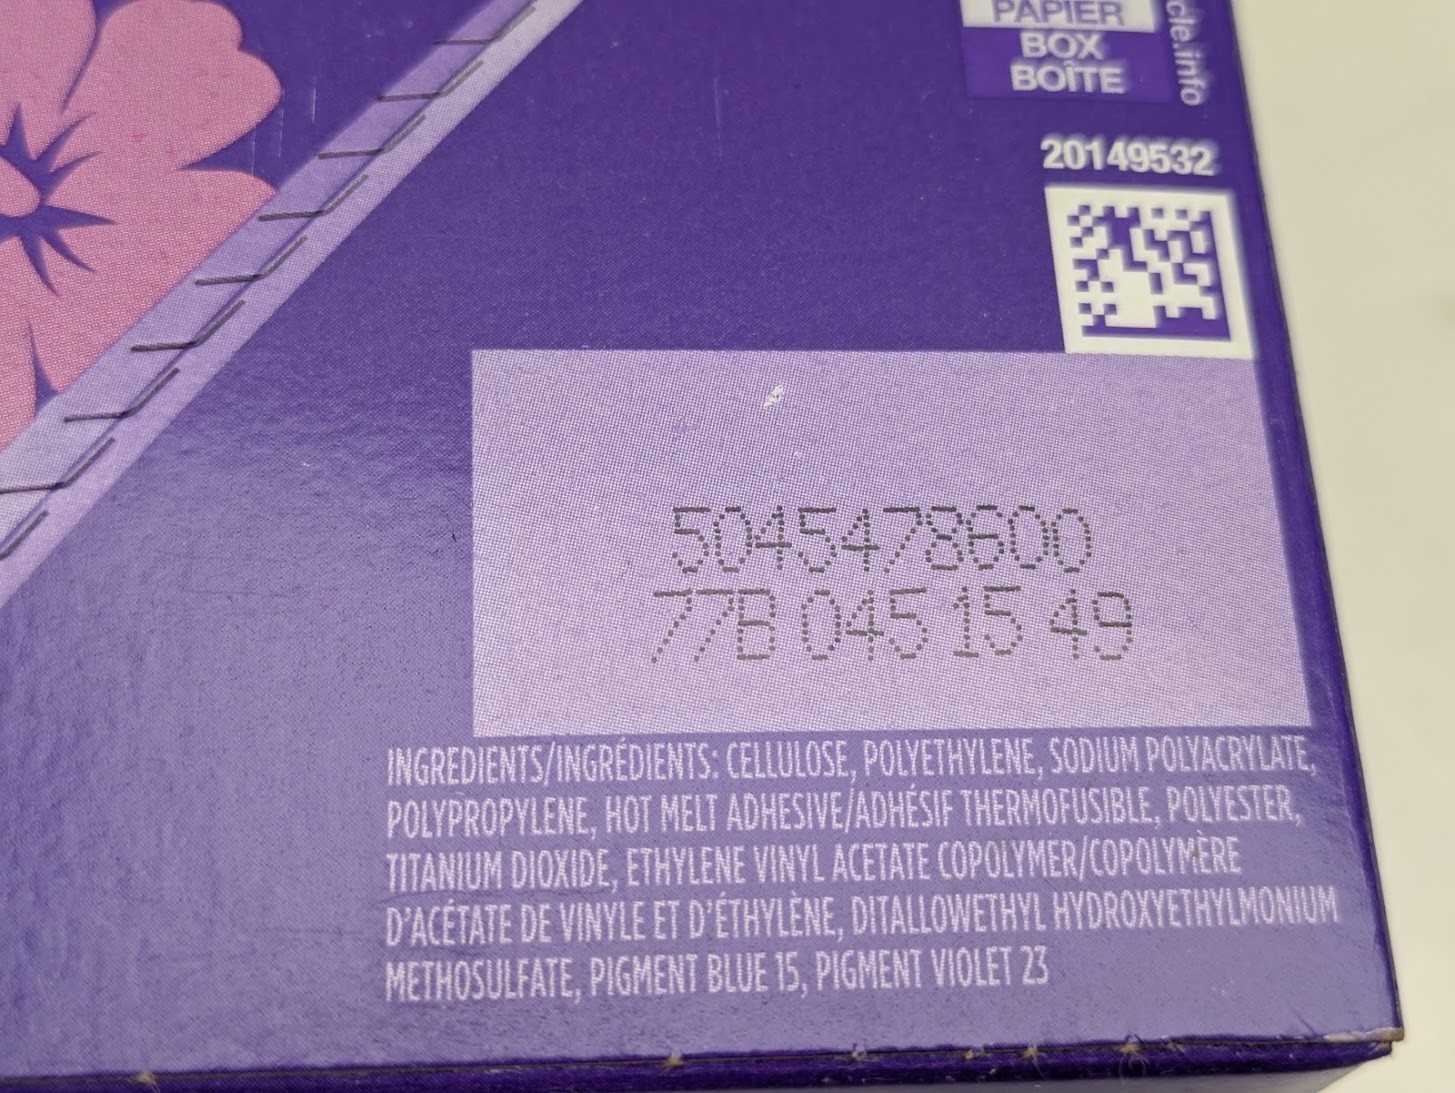 PAPIER
BOX
BOÎTE
cle.info
20149532
5045478600
77B 045 15 49
INGREDIENTS/INGRÉDIENTS: CELLULOSE, POLYETHYLENE, SODIUM POLYACRYLATE,
POLYPROPYLENE, HOT MELT ADHESIVE/ADHÉSIF THERMOFUSIBLE, POLYESTER,
TITANIUM DIOXIDE, ETHYLENE VINYL ACETATE COPOLYMER/COPOLYMÈRE
D'ACÉTATE DE VINYLE ET D'ÉTHYLÈNE, DITALLOWETHYL HYDROXYETHYLMONIUM
METHOSULFATE, PIGMENT BLUE 15, PIGMENT VIOLET 23